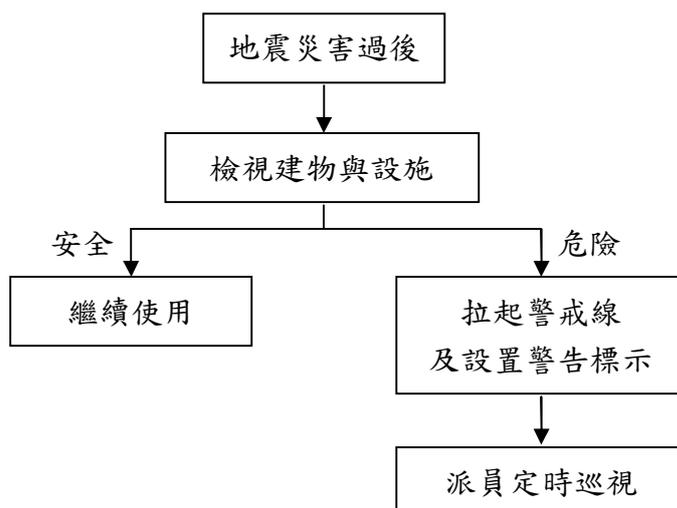 地震災害過後
檢視建物與設施
安全
危險
繼續使用
拉起警戒線
及設置警告標示
派員定時巡視